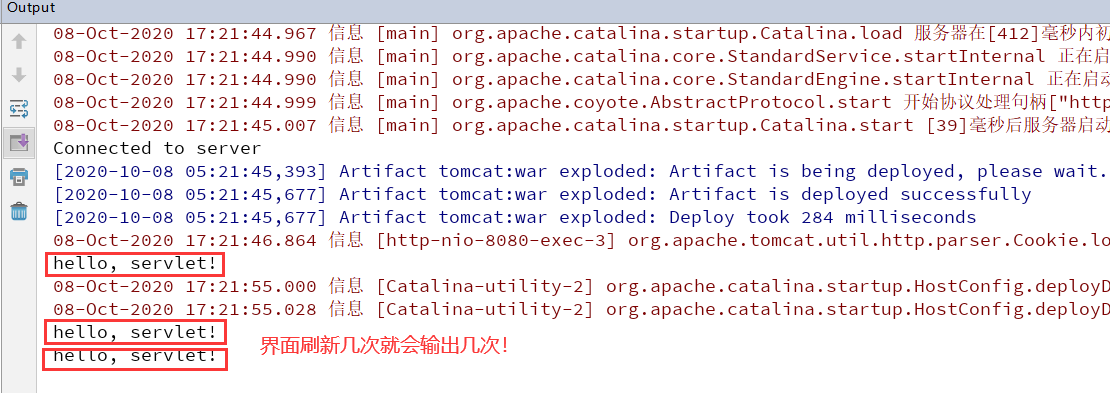 Output
08-Oct-2020 17:21:44.967 信息 [main] org.apache.catalina.startup.Catalina.load 服务器在[412]毫秒内初
08-Oct-2020 17:21:44.990 信息 [main] org.apache.catalina.core.StandardService.startInternal 正在启
08-Oct-2020 17:21:44.990 信息 [main] org.apache.catalina.core.StandardEngine.startInternal 正在启动
08-Oct-2020 17:21:44.999 信息 [main] org.apache.coyote.AbstractProtocol.start 开始协议处理句柄["http
08-Oct-2020 17:21:45.007 信息 [main] org.apache.catalina.startup.Catalina.start [39]毫秒后服务器启动
Connected to server
[2020-10-08 05:21:45,393] Artifact tomcat:war exploded: Artifact is being deployed, please wait.
[2020-10-08 05:21:45,677] Artifact tomcat:war exploded: Artifact is deployed successfully
[2020-10-08 05:21:45,677] Artifact tomcat:war exploded: Deploy took 284 milliseconds
08-Oct-2020 17:21:46.864 信息 [http-nio-8080-exec-3] org.apache.tomcat.util.http.parser.Cookie.lo
hello, servlet!
08-Oct-2020 17:21:55.000 信息 [Catalina-utility-2] org.apache.catalina.startup.HostConfig.deployD
08-Oct-2020 17:21:55.028 信息 [Catalina-utility-2] org.apache.catalina.startup.HostConfig.deployD
hello, servlet!
界面刷新几次就会输出几次!
hello, servlet!